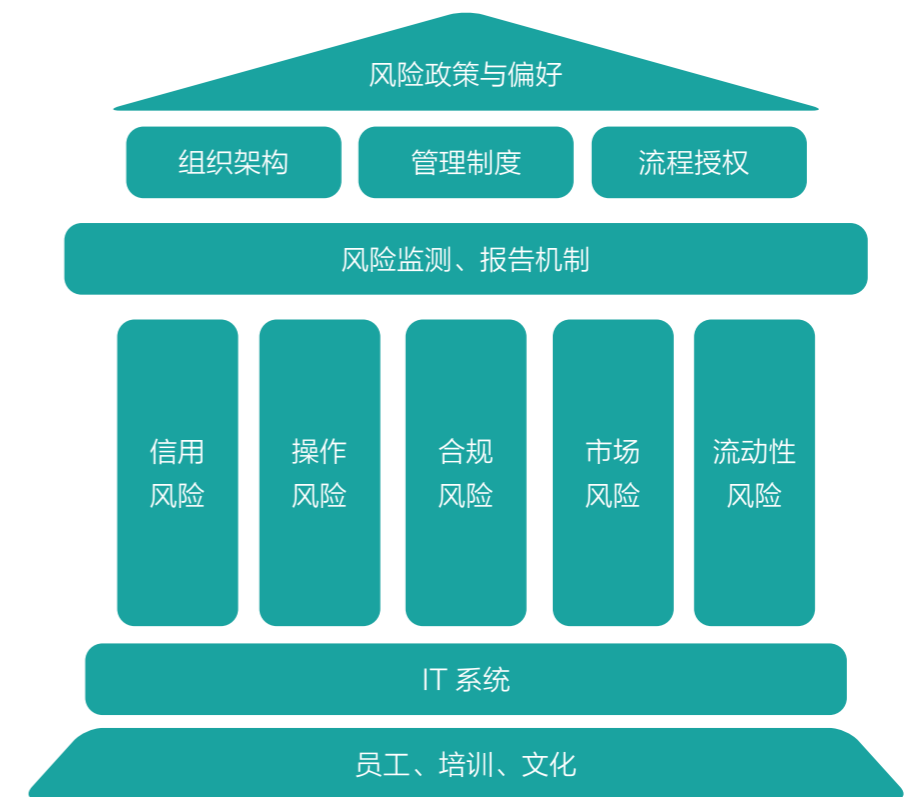 风险政策与偏好
组织架构
管理制度
流程授权
风险监测、报告机制
信用
风险
操作
风险
合规
风险
市场
风险
流动性
风险
IT 系统
员工、培训、文化